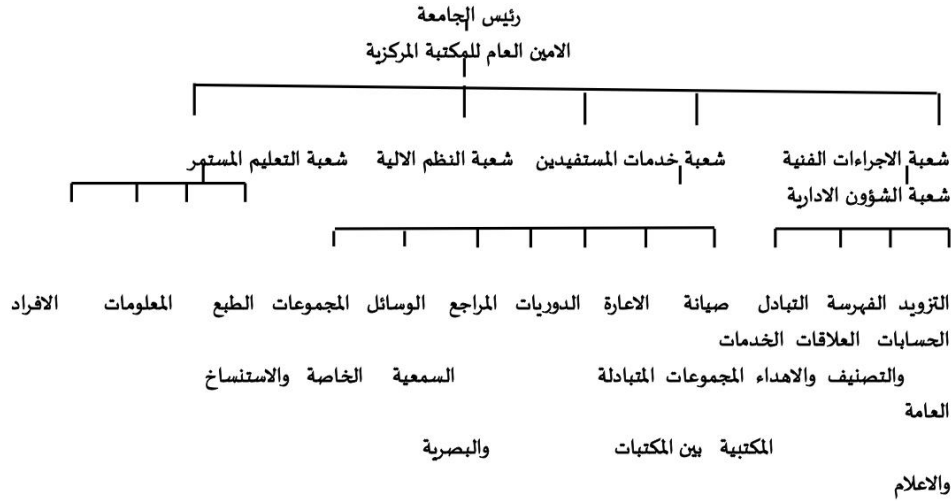 رئيس الجامعة
الامين العام للمكتبة المركزية
شعبة الاجراءات الفنية شعبة خدمات المستفيدين شعبة النظم الالية شعبة التعليم المستمر
شعبة الشؤون الادارية
التزويد الفهرسة التبادل صيانة الاعارة الدوريات المراجع الوسائل المجموعات الطبع المعلومات الافراد
الحسابات العلاقات الخدمات
والتصنيف والاهداء المجموعات المتبادلة السمعية الخاصة والاستنساخ
العامة
المكتبية بين المكتبات والبصرية
والاعلام